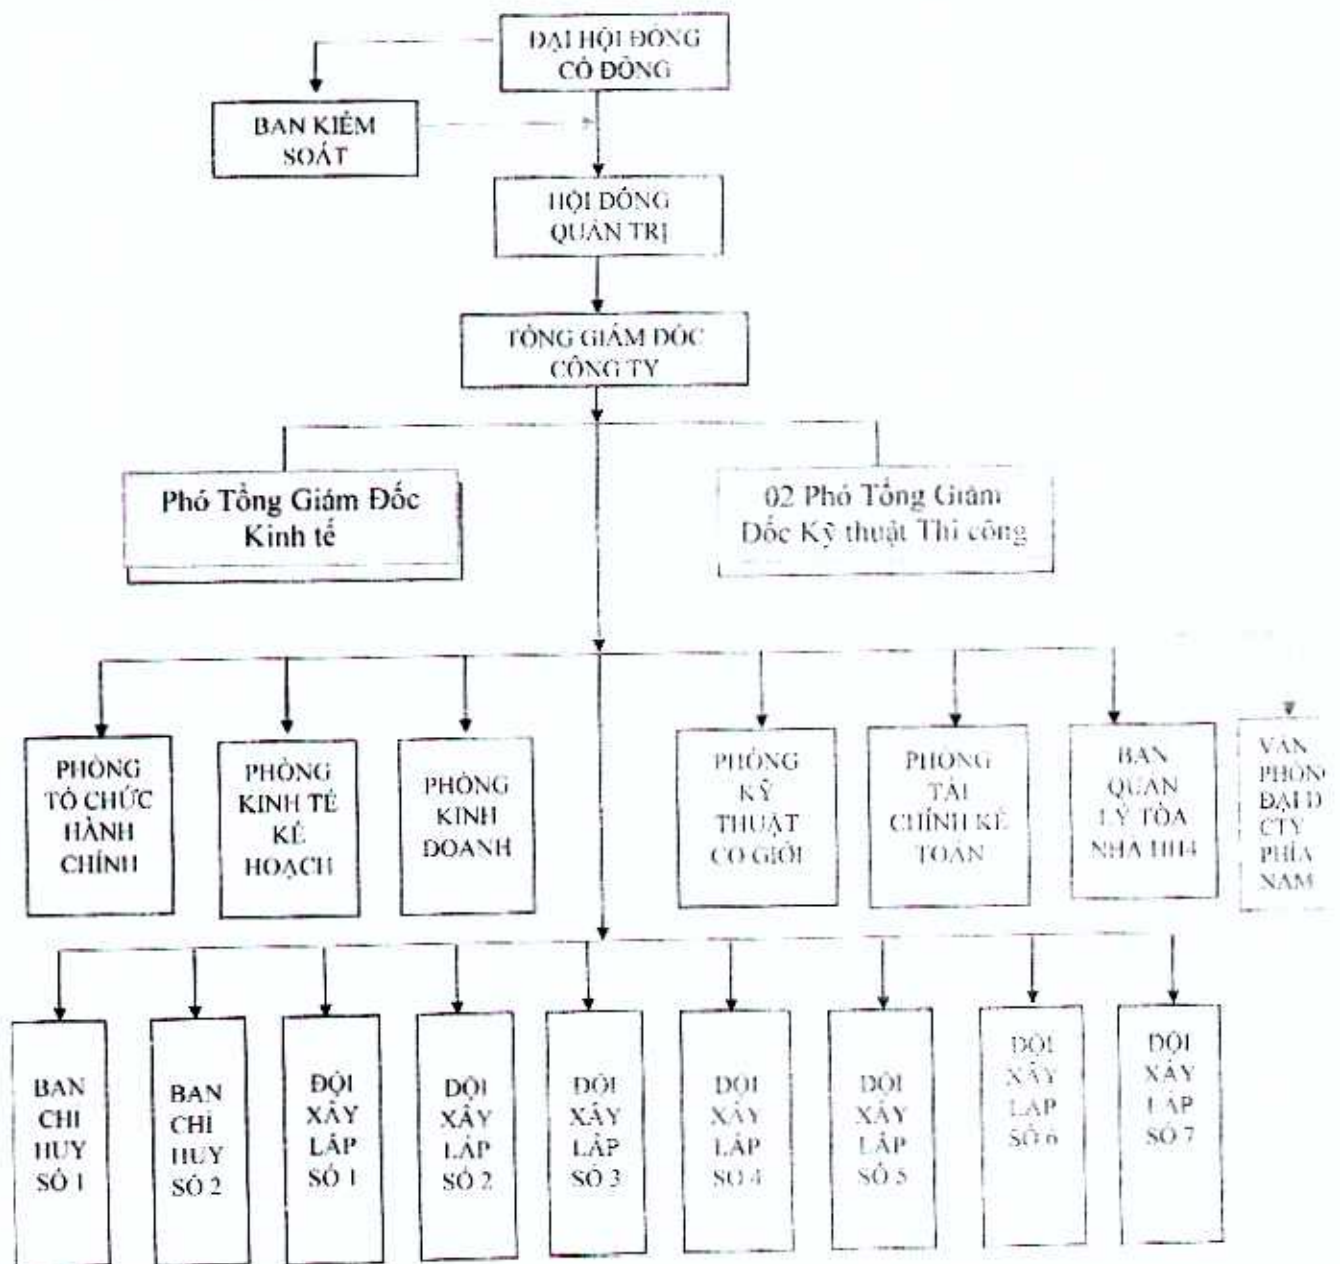 ĐẠI HỘI ĐỒNG
CỔ ĐÔNG
BAN KIỂM
SOÁT
HỘI ĐỒNG
QUẢN TRỊ
TỔNG GIÁM ĐỐC
CÔNG TY
Phó Tổng Giám Đốc
Kinh tế
02 Phó Tổng Giám
Đốc Kỹ thuật Thi công
PHÒNG
TỔ CHỨC
HÀNH
CHÍNH
PHÒNG
KINH TẾ
KẾ
HOẠCH
PHÒNG
KINH
DOANH
PHÒNG
KỸ
THUẬT
CƠ GIỚI
PHÒNG
TÀI
CHÍNH KẾ
TOÁN
BAN
QUẢN
LÝ TÒA
NHÀ HH4
VĂN
PHÒNG
ĐẠI D
CTY
PHÍA
NAM
BAN
CHỈ
HUY
SỐ 1
BAN
CHỈ
HUY
SỐ 2
ĐỘI
XÂY
LẮP
SỐ 1
ĐỘI
XÂY
LẮP
SỐ 2
ĐỘI
XÂY
LẮP
SỐ 3
ĐỘI
XÂY
LẮP
SỐ 4
ĐỘI
XÂY
LẮP
SỐ 5
ĐỘI
XÂY
LẮP
SỐ 6
ĐỘI
XÂY
LẮP
SỐ 7